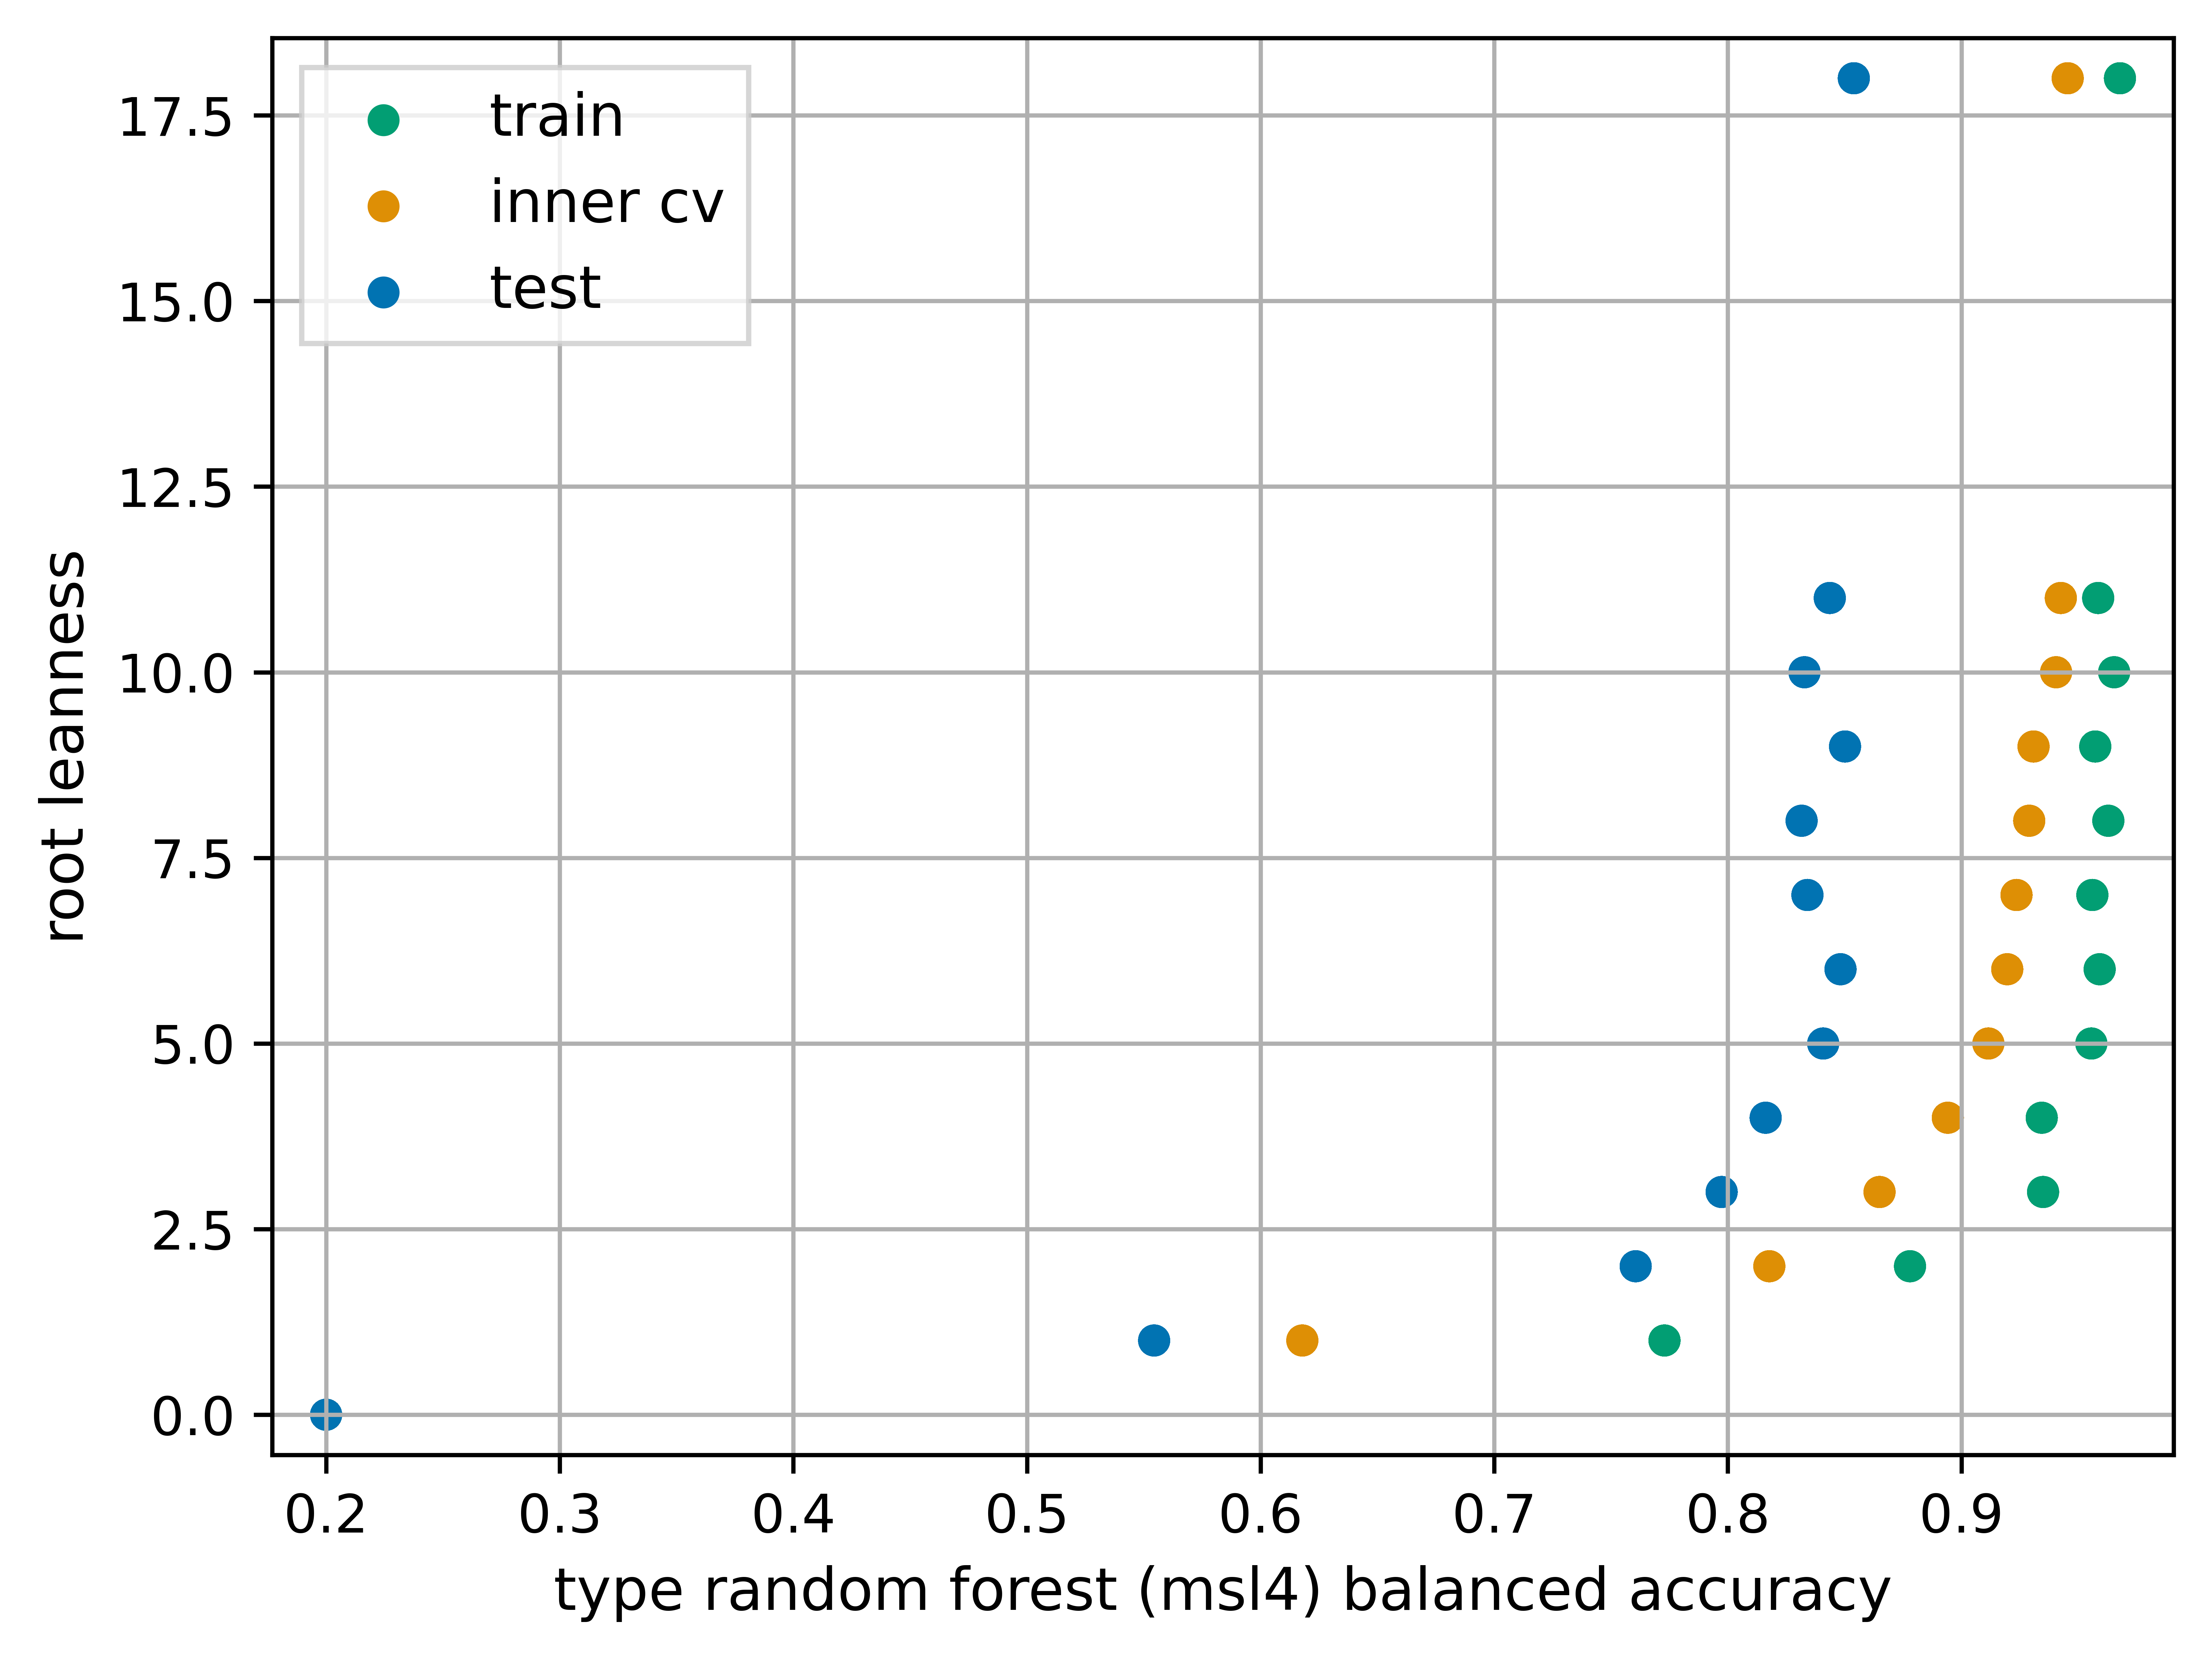 train
inner cv
test
17.5
15.0
12.5
10.0
7.5
5.0
2.5
0.0
root leanness
0.2 0.3 0.4 0.5 0.6 0.7 0.8 0.9
type random forest (msl4) balanced accuracy